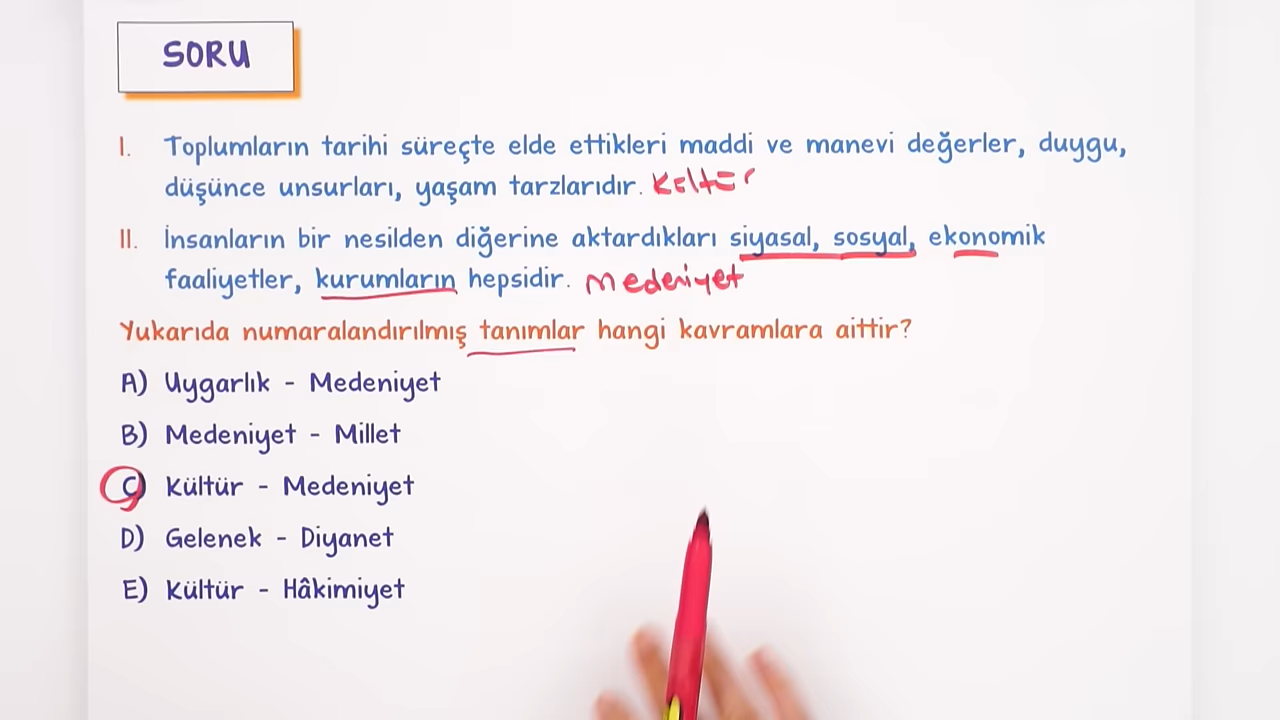 SORU
I. Toplumların tarihi süreçte elde ettikleri maddi ve manevi değerler, duygu,
düşünce unsurları, yaşam tarzlarıdır. Kültür
II. İnsanların bir nesilden diğerine aktardıkları siyasal, sosyal, ekonomik
faaliyetler, kurumların hepsidir. Medeniyet
Yukarıda numaralandırılmış tanımlar hangi kavramlara aittir?
A) Uygarlık - Medeniyet
B) Medeniyet - Millet
C) Kültür - Medeniyet
D) Gelenek - Diyanet
E) Kültür - Hâkimiyet